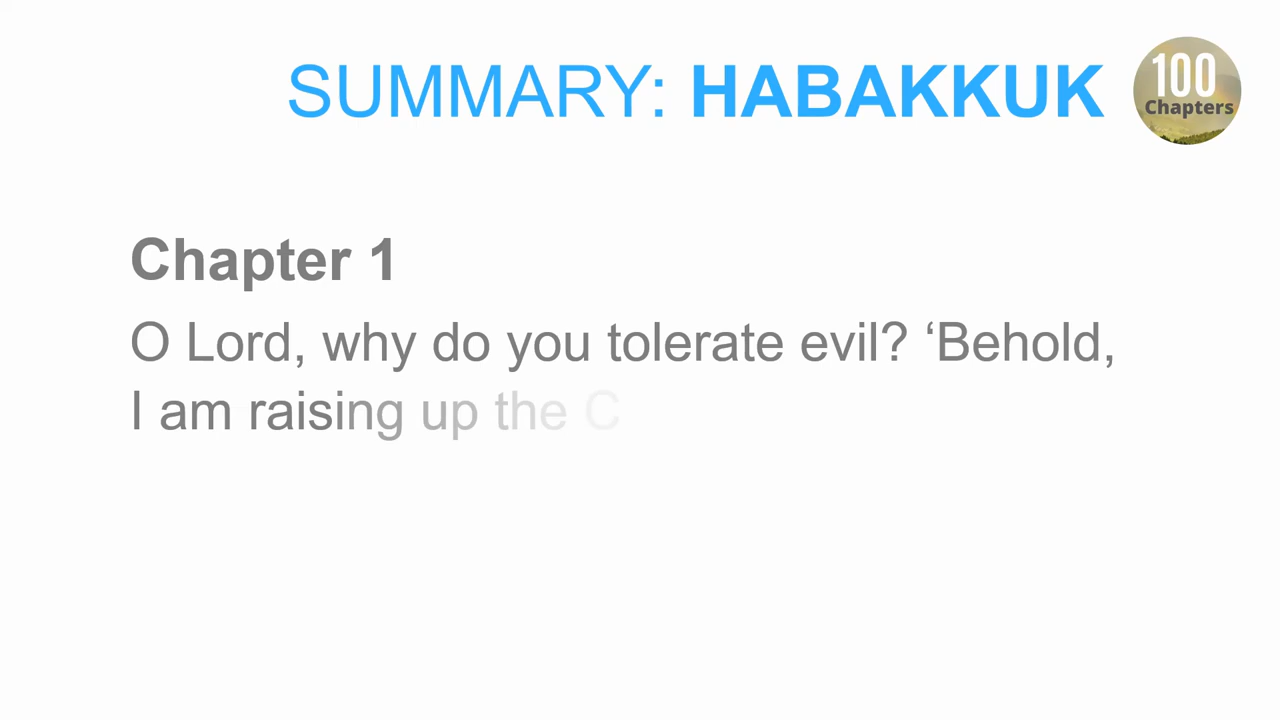 SUMMARY: HABAKKUK
100
Chapters
Chapter 1
O Lord, why do you tolerate evil? ‘Behold,
I am raising up the C